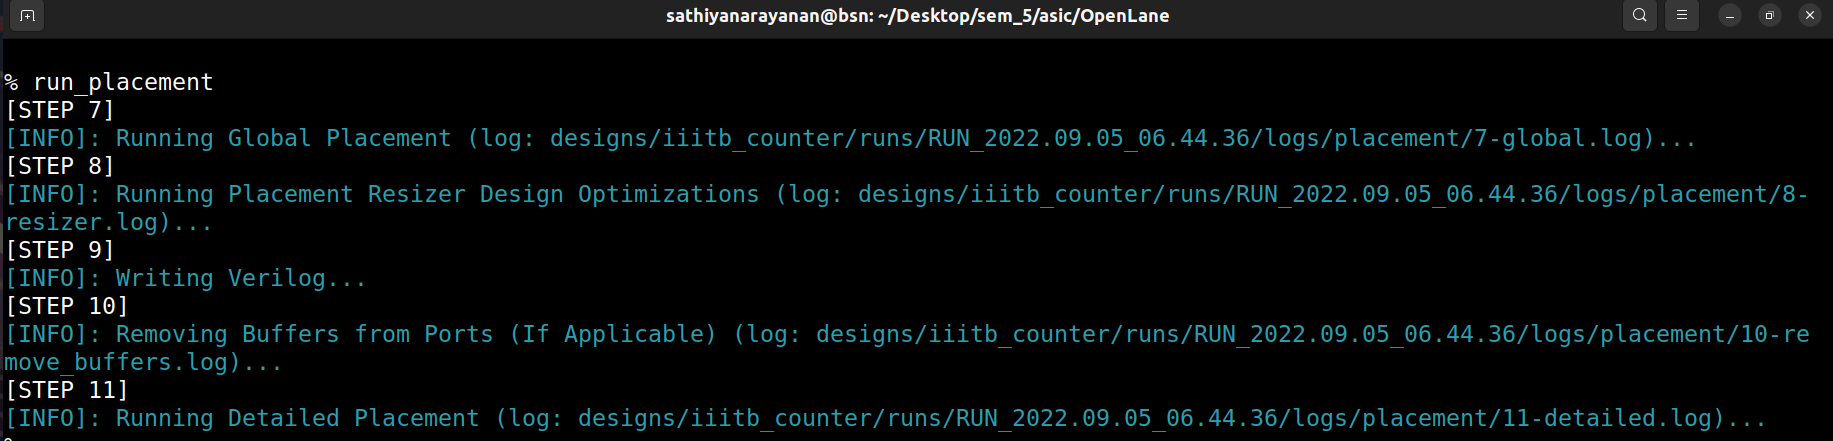 sathiyanarayanan@bsn: ~/Desktop/sem_5/asic/OpenLane
% run_placement
[STEP 7]
[INFO]: Running Global Placement (log: designs/iiitb_counter/runs/RUN_2022.09.05_06.44.36/logs/placement/7-global.log)...
[STEP 8]
[INFO]: Running Placement Resizer Design Optimizations (log: designs/iiitb_counter/runs/RUN_2022.09.05_06.44.36/logs/placement/8-
resizer.log)...
[STEP 9]
[INFO]: Writing Verilog...
[STEP 10]
[INFO]: Removing Buffers from Ports (If Applicable) (log: designs/iiitb_counter/runs/RUN_2022.09.05_06.44.36/logs/placement/10-re
move_buffers.log)...
[STEP 11]
[INFO]: Running Detailed Placement (log: designs/iiitb_counter/runs/RUN_2022.09.05_06.44.36/logs/placement/11-detailed.log)...